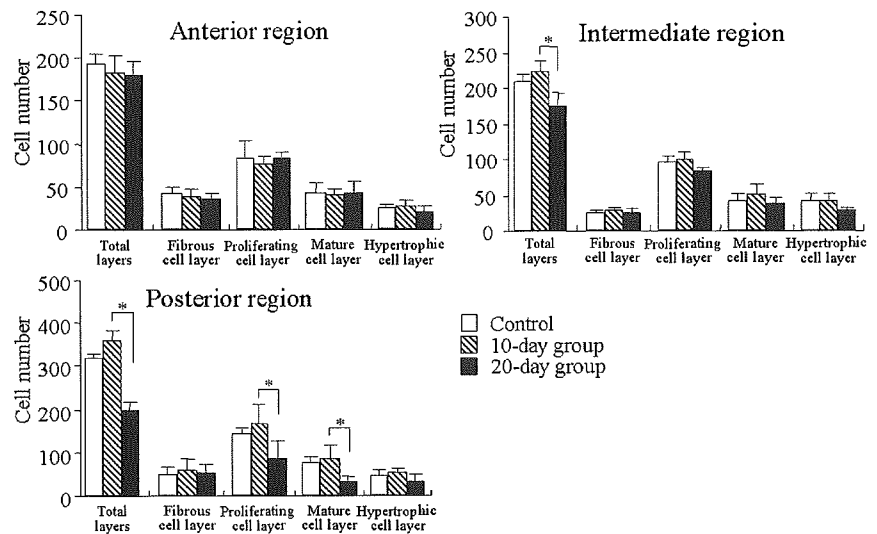 Anterior region
Cell number
250
200
150
100
50
0
Total layers
Fibrous cell layer
Proliferating cell layer
Mature cell layer
Hypertrophic cell layer
Intermediate region
*
Cell number
300
250
200
150
100
50
0
Total layers
Fibrous cell layer
Proliferating cell layer
Mature cell layer
Hypertrophic cell layer
Posterior region
*
*
*
Cell number
500
400
300
200
100
0
Total layers
Fibrous cell layer
Proliferating cell layer
Mature cell layer
Hypertrophic cell layer
Control
10-day group
20-day group